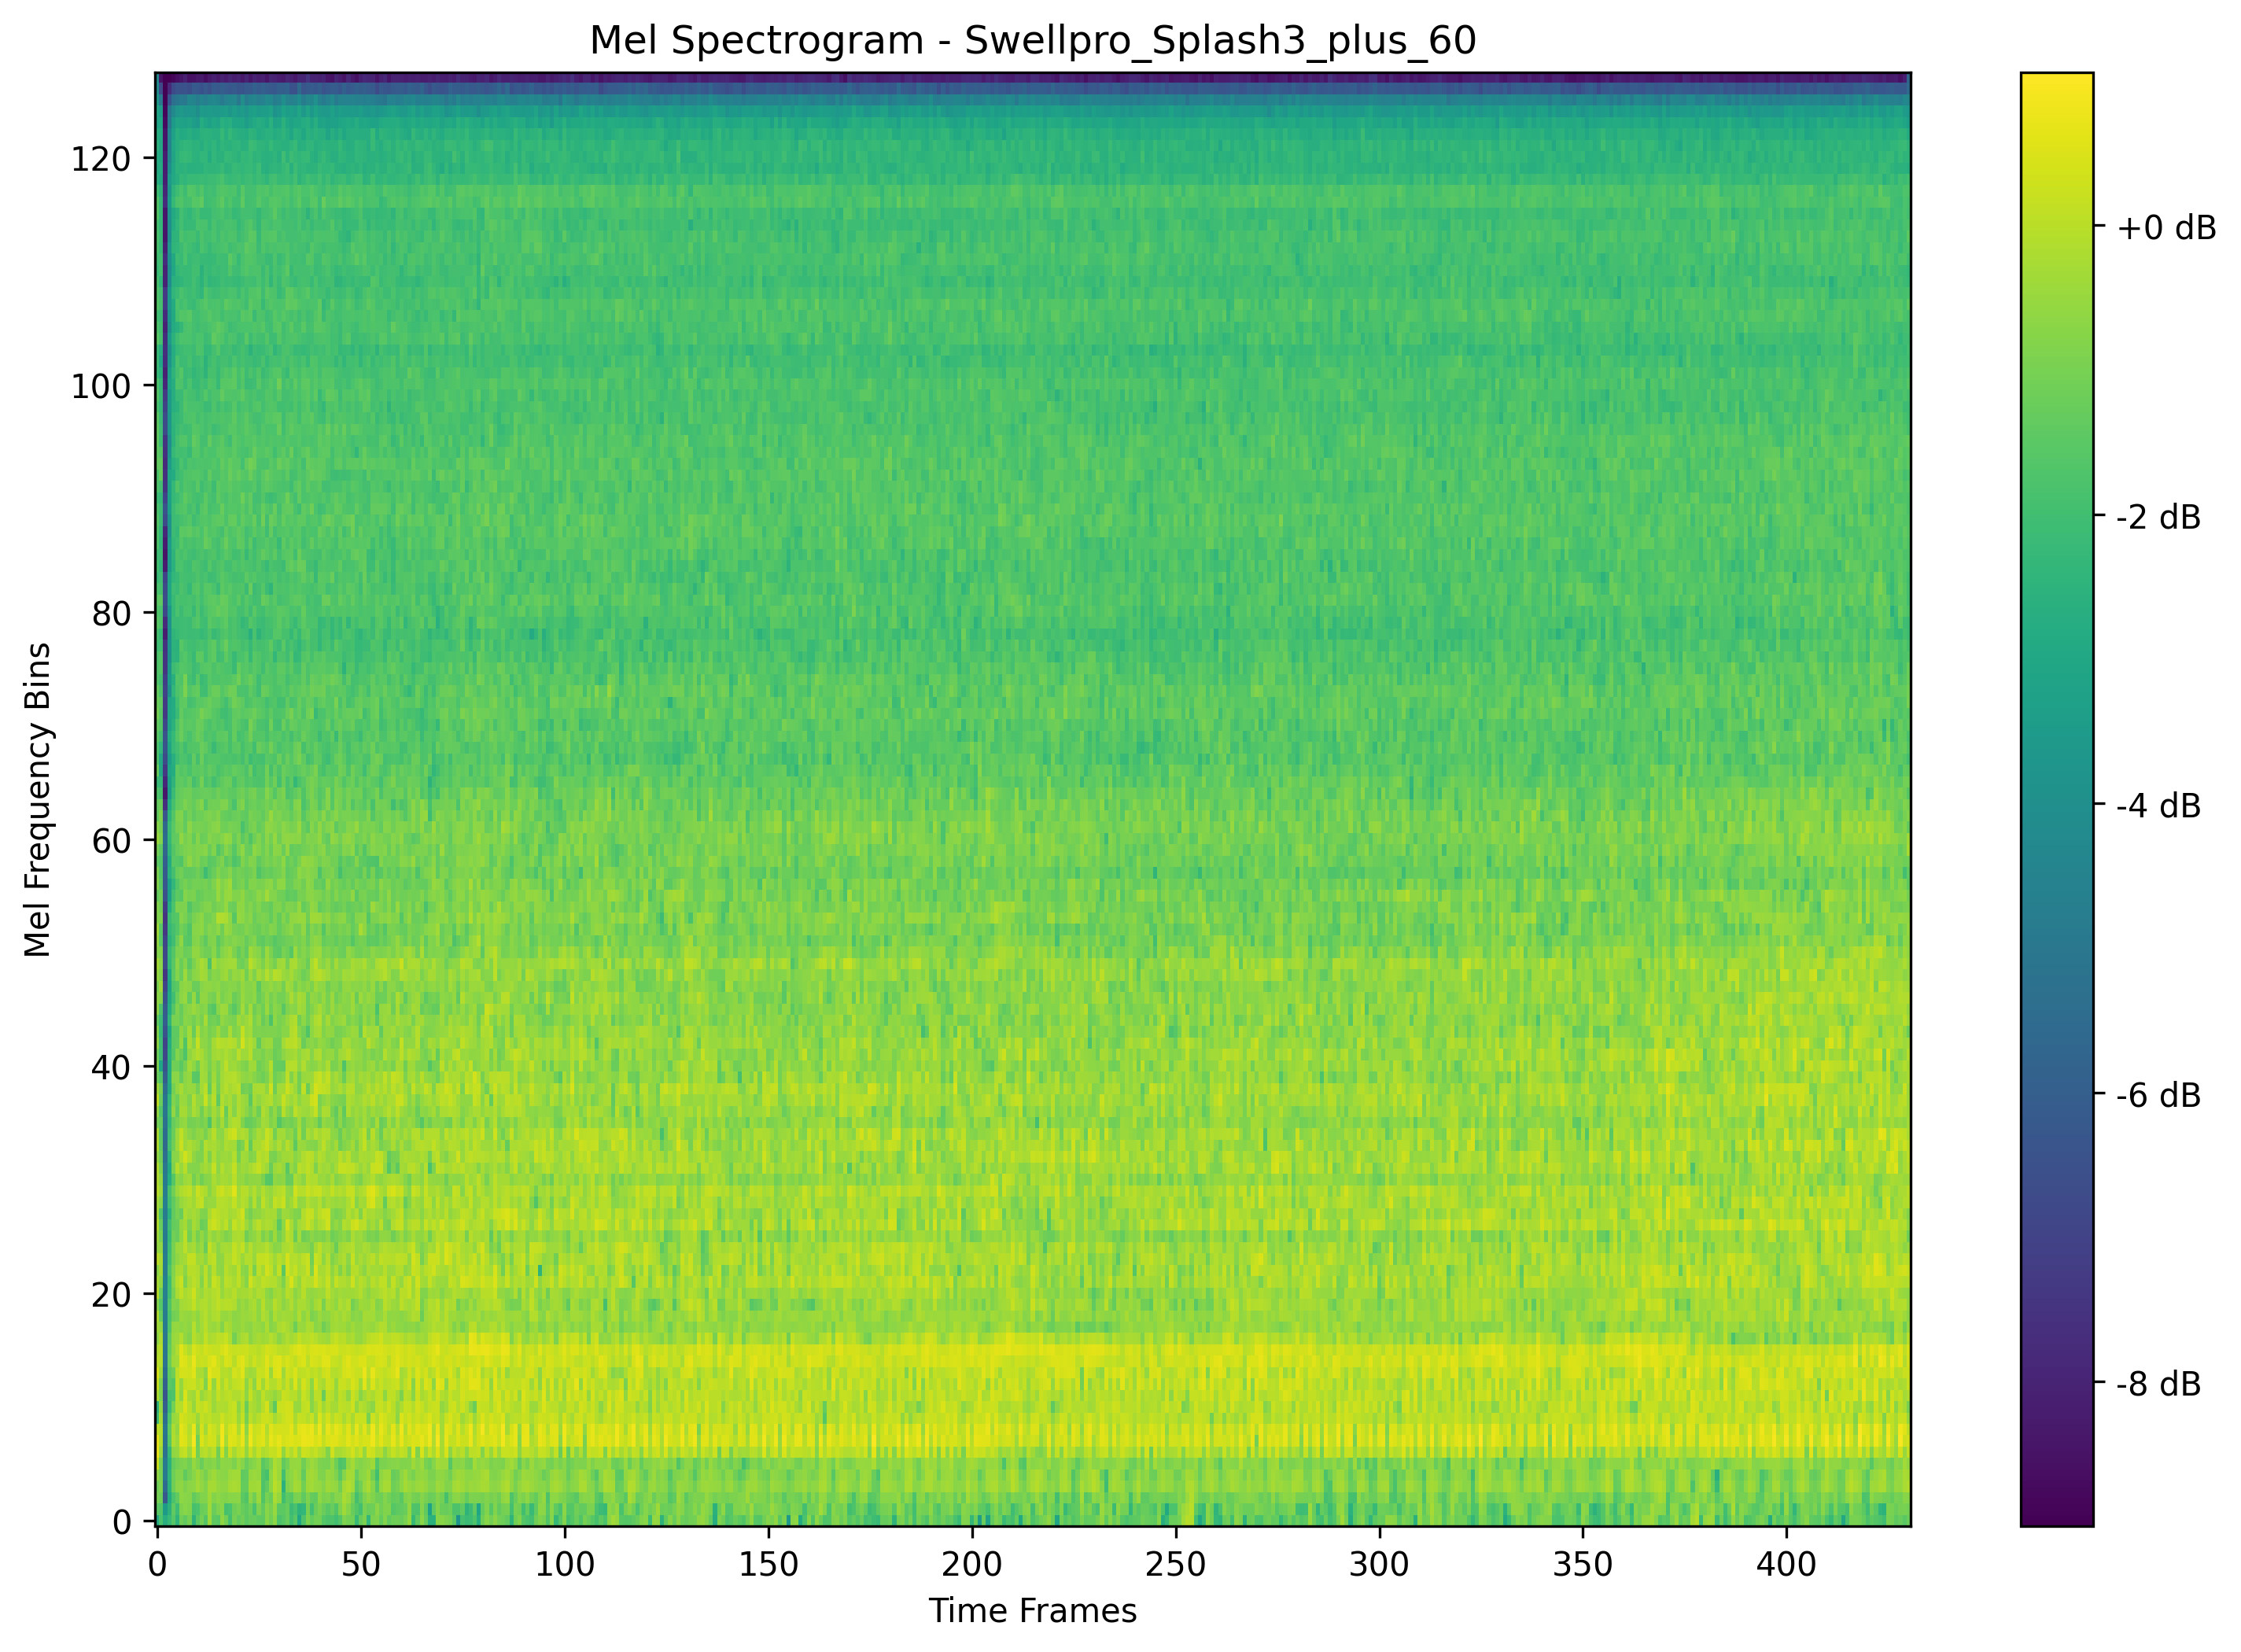 Mel Spectrogram - Swellpro_Splash3_plus_60
Mel Frequency Bins
120
100
80
60
40
20
0
0 50 100 150 200 250 300 350 400
Time Frames
+0 dB
-2 dB
-4 dB
-6 dB
-8 dB